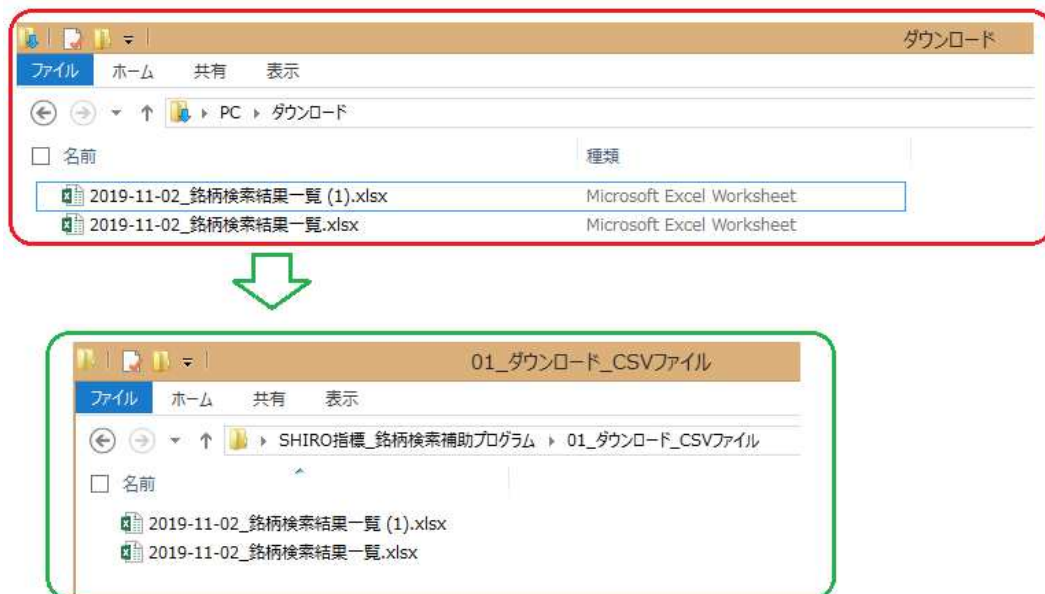 ダウンロード
ファイル ホーム 共有 表示
PC ダウンロード
名前 種類
2019-11-02_銘柄検索結果一覧 (1).xlsx Microsoft Excel Worksheet
2019-11-02_銘柄検索結果一覧.xlsx Microsoft Excel Worksheet
01_ダウンロード_CSVファイル
ファイル ホーム 共有 表示
SHIRO指標_銘柄検索補助プログラム 01_ダウンロード_CSVファイル
名前
2019-11-02_銘柄検索結果一覧 (1).xlsx
2019-11-02_銘柄検索結果一覧.xlsx